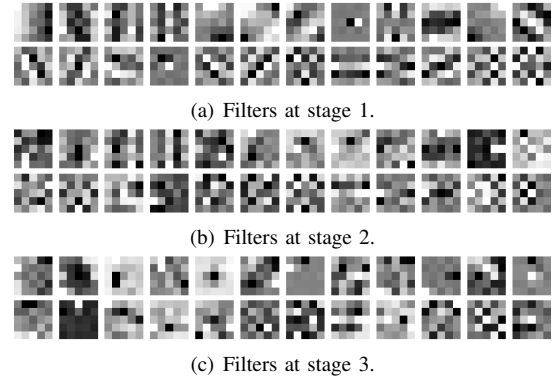 (a) Filters at stage 1.
(b) Filters at stage 2.
(c) Filters at stage 3.